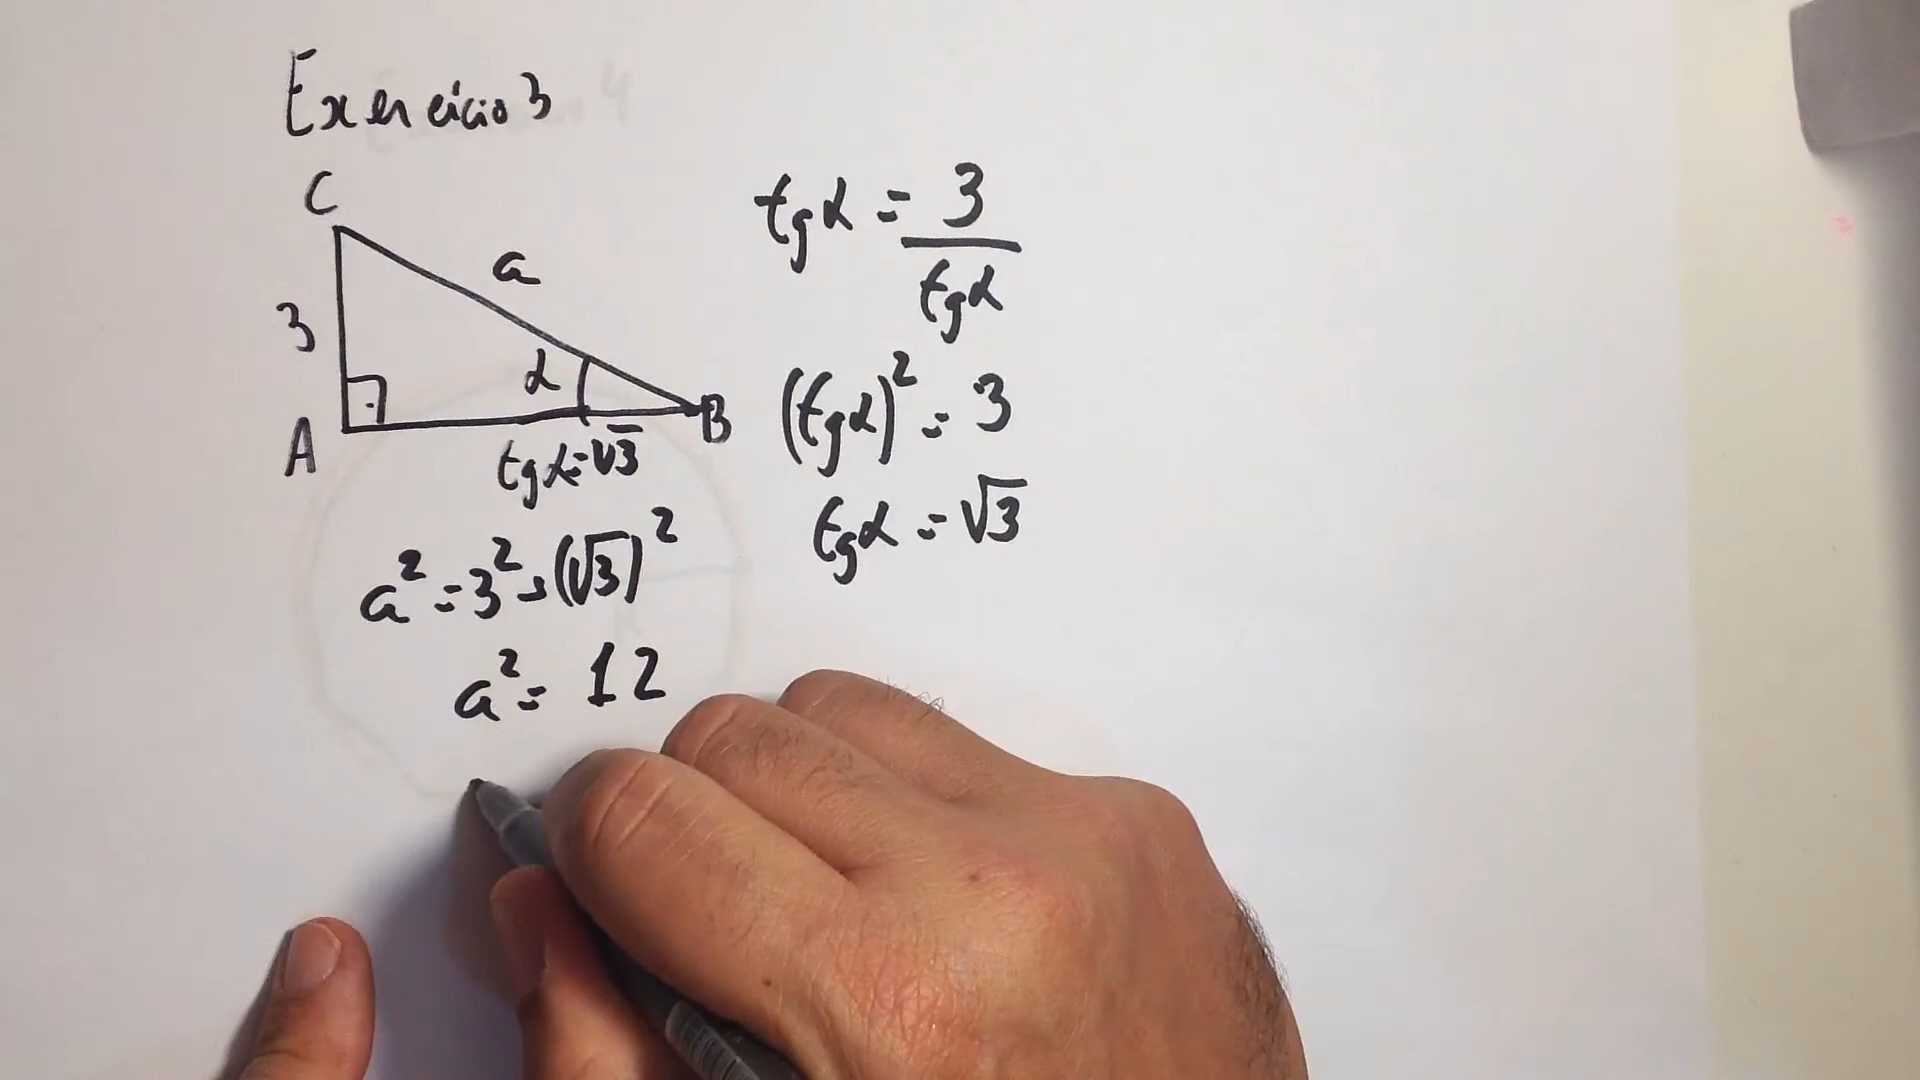 Exercício 3
C
a
3
α
A
B
tgα=√3
tgα = 3/tgα
(tgα)² = 3
tgα = √3
a² = 3² + (√3)²
a² = 12